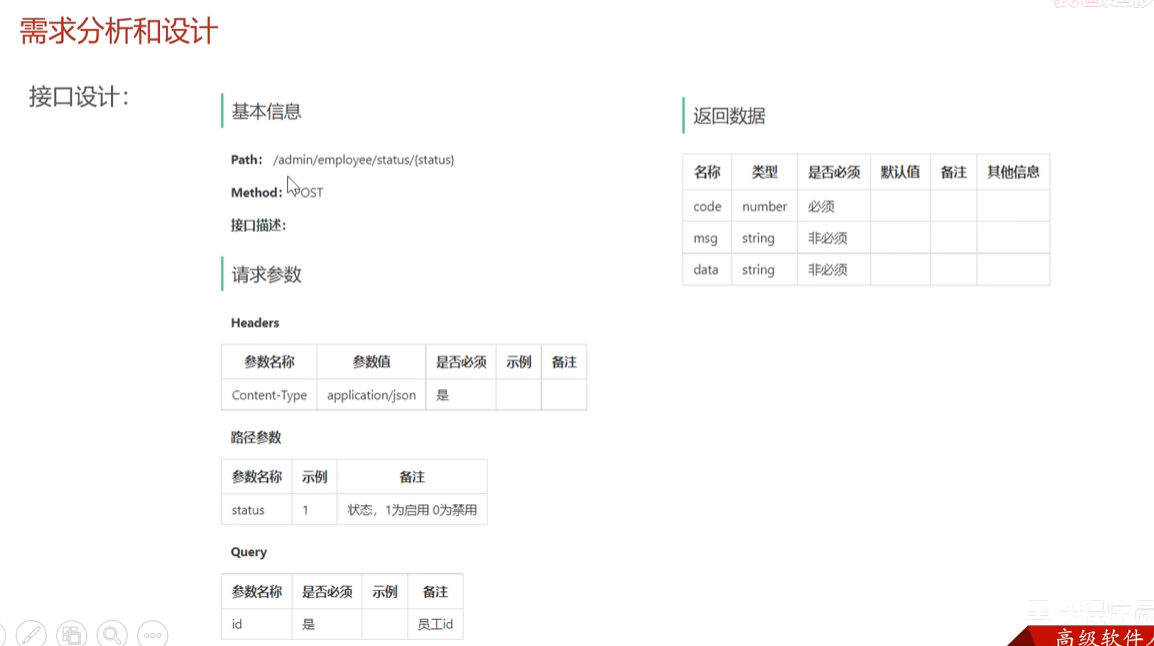 需求分析和设计
接口设计：
基本信息
Path： /admin/employee/status/{status}
Method： POST
接口描述：
请求参数
Headers
参数名称 参数值 是否必须 示例 备注
Content-Type application/json 是
路径参数
参数名称 示例 备注
status 1 状态，1为启用 0为禁用
Query
参数名称 是否必须 示例 备注
id 是 员工id
返回数据
名称 类型 是否必须 默认值 备注 其他信息
code number 必须
msg string 非必须
data string 非必须
高级软件人